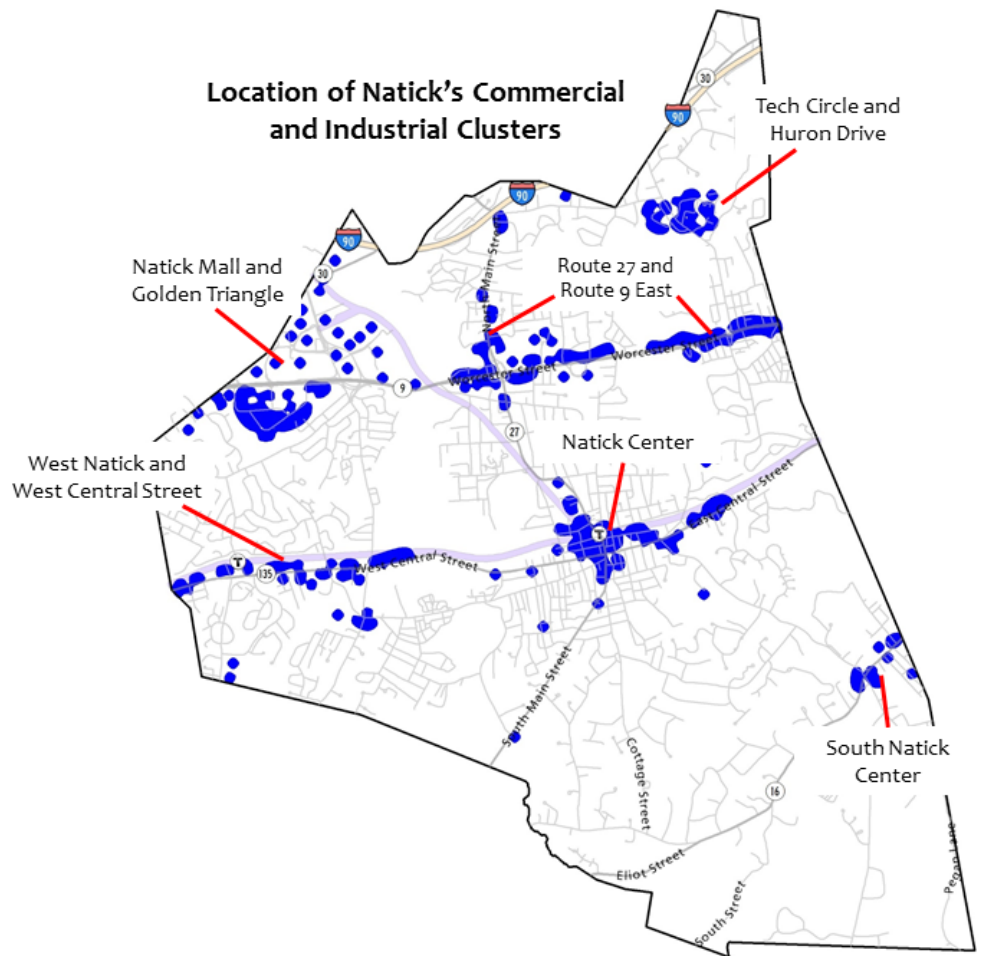 Location of Natick's Commercial
and Industrial Clusters
30
90
Tech Circle and
Huron Drive
90
90
30
Natick Mall and
Golden Triangle
North Main Street
Route 27 and
Route 9 East
Worcester Street
Worcester Street
9
27
Natick Center
West Natick and
West Central Street
East Central Street
T
T
135
West Central Street
South Main Street
Cottage Street
South Natick
Center
16
Eliot Street
South Street
Pegan Lane